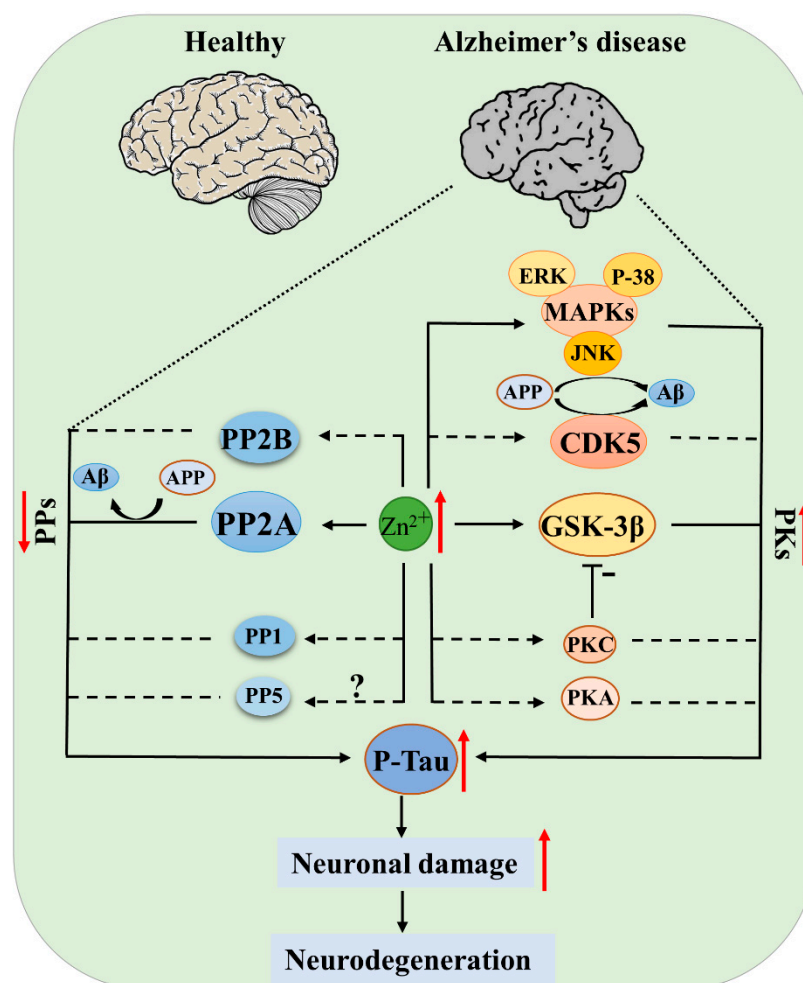 Healthy
Alzheimer’s disease
ERK
P-38
MAPKs
JNK
APP
Aβ
CDK5
PP2B
Aβ
APP
PPs
PP2A
Zn²⁺
GSK-3β
PKs
-
PP1
PKC
PP5
?
PKA
P-Tau
Neuronal damage
Neurodegeneration